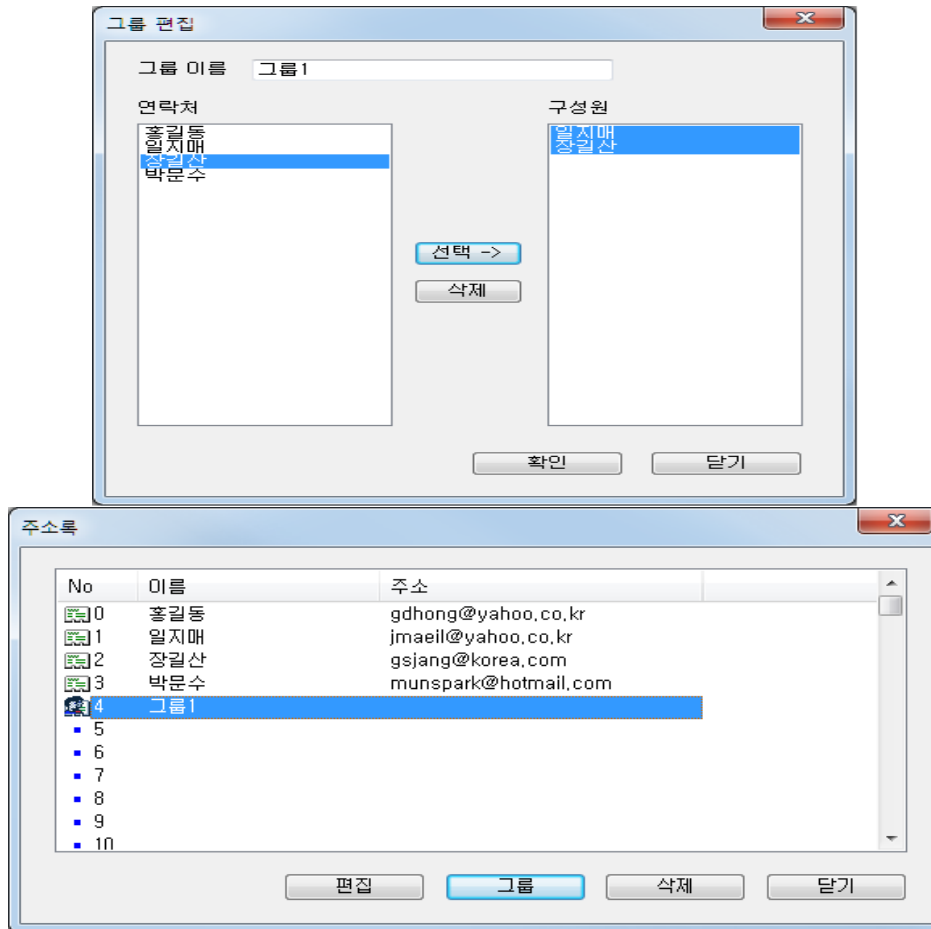 그룹 편집
그룹 이름 그룹1
연락처 구성원
홍길동 일지매
일지매 장길산
장길산
박문수
선택 ->
삭제
확인 닫기
주소록
No 이름 주소
0 홍길동 gdhong@yahoo.co.kr
1 일지매 jmaeil@yahoo.co.kr
2 장길산 gsjang@korea.com
3 박문수 munspark@hotmail.com
4 그룹1
5
6
7
8
9
10
편집 그룹 삭제 닫기